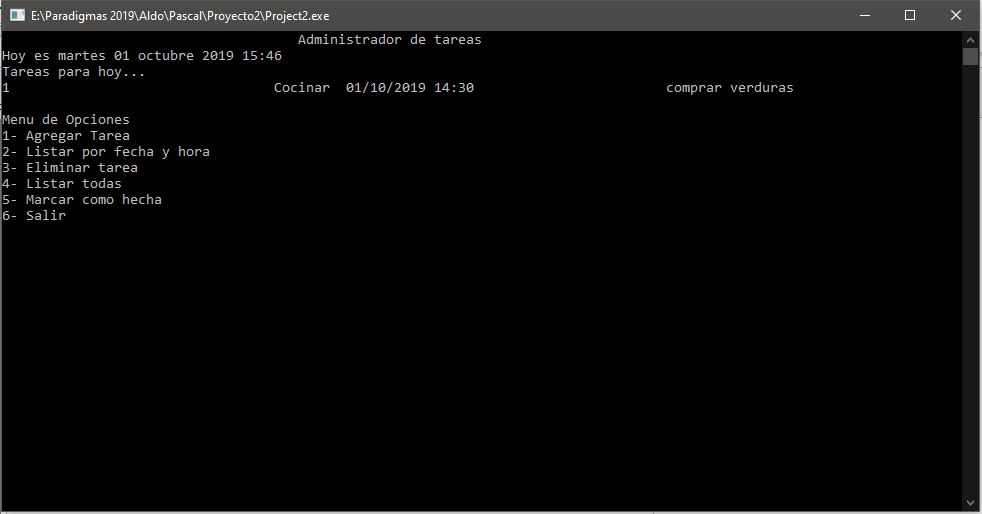 E:\Paradigmas 2019\Aldo\Pascal\Proyecto2\Project2.exe
Administrador de tareas
Hoy es martes 01 octubre 2019 15:46
Tareas para hoy...
1 Cocinar 01/10/2019 14:30 comprar verduras
Menu de Opciones
1- Agregar Tarea
2- Listar por fecha y hora
3- Eliminar tarea
4- Listar todas
5- Marcar como hecha
6- Salir